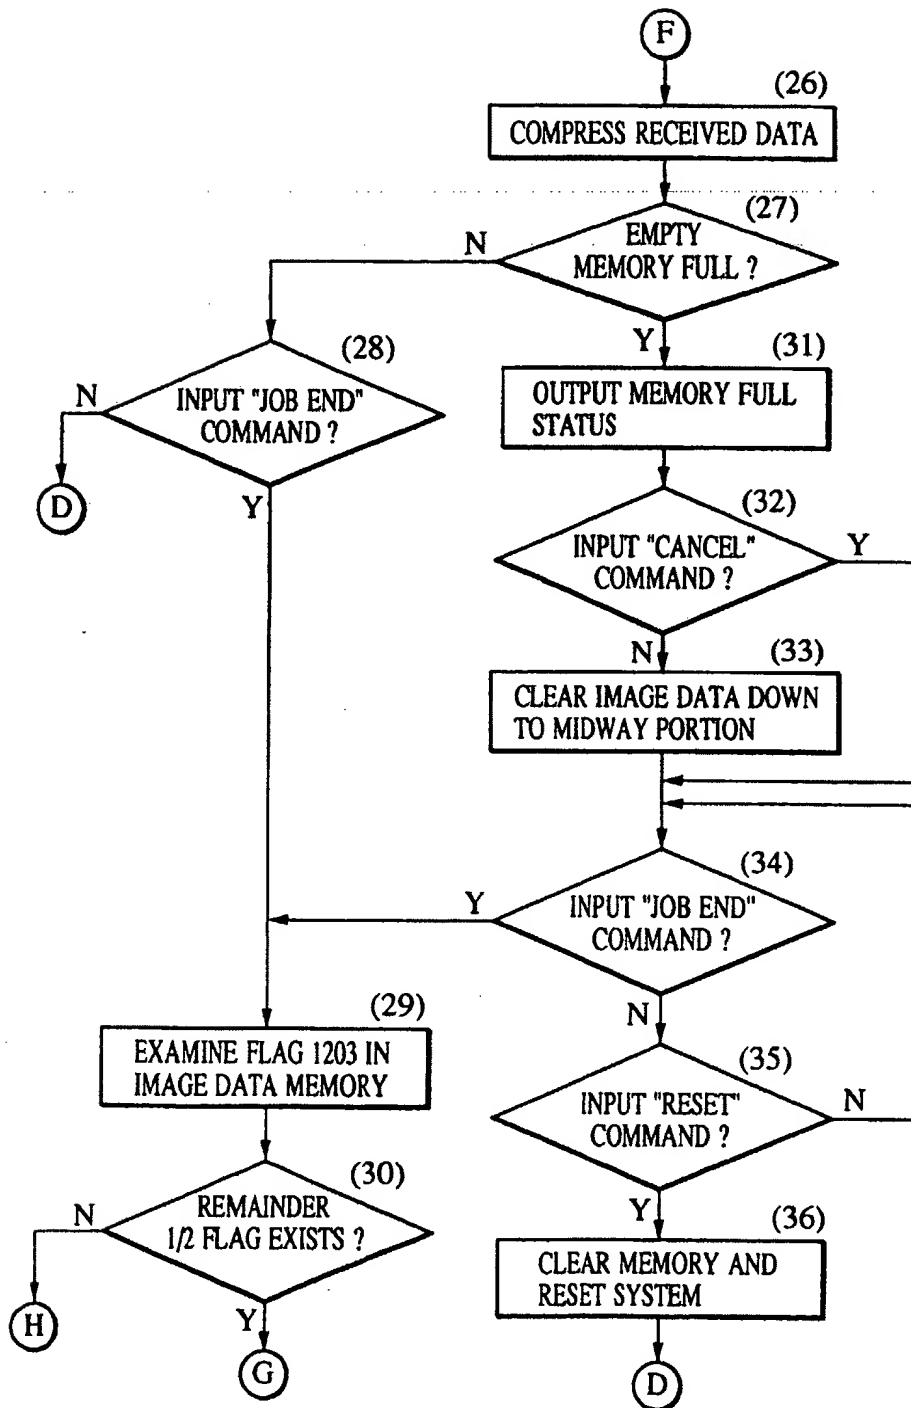 F
(26)
COMPRESS RECEIVED DATA
(27)
EMPTY
MEMORY FULL ?
N
Y
(28)
INPUT "JOB END"
COMMAND ?
N
D
Y
(31)
OUTPUT MEMORY FULL
STATUS
(32)
INPUT "CANCEL"
COMMAND ?
Y
N
(33)
CLEAR IMAGE DATA DOWN
TO MIDWAY PORTION
(34)
INPUT "JOB END"
COMMAND ?
Y
N
(29)
EXAMINE FLAG 1203 IN
IMAGE DATA MEMORY
(35)
INPUT "RESET"
COMMAND ?
N
Y
(30)
REMAINDER
1/2 FLAG EXISTS ?
N
H
Y
G
(36)
CLEAR MEMORY AND
RESET SYSTEM
D